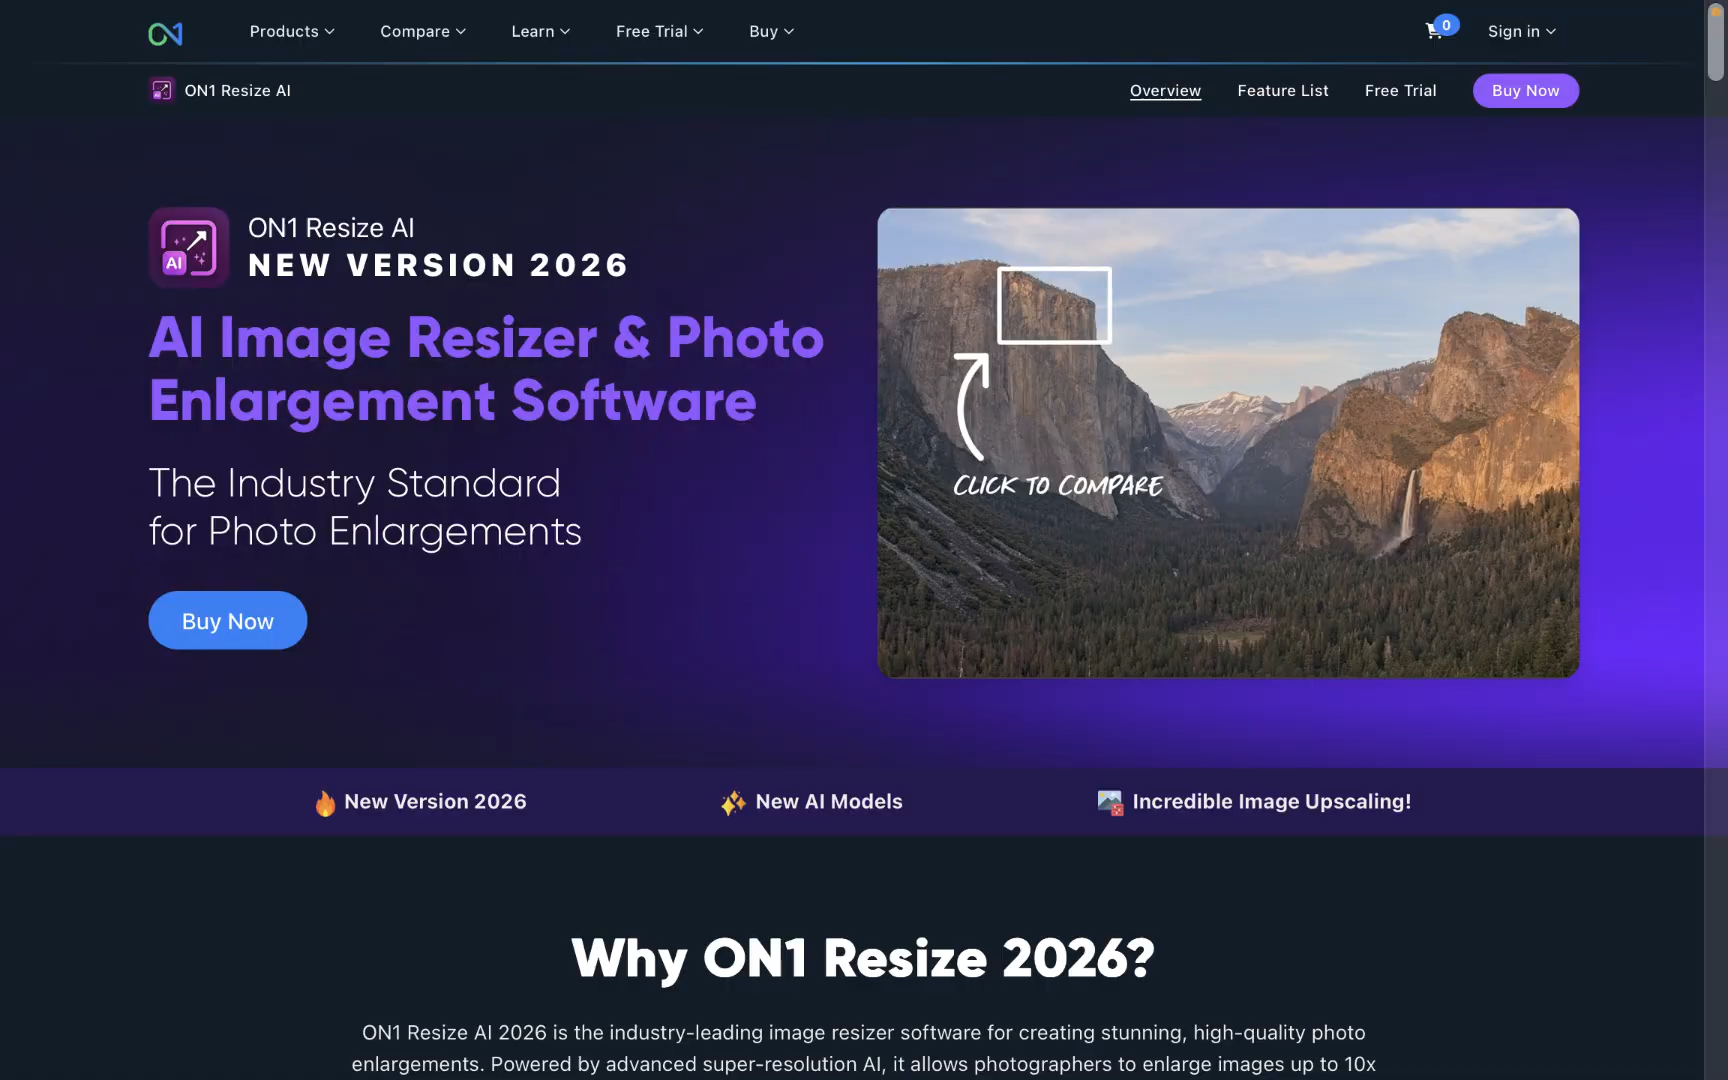 ON1
Products
Compare
Learn
Free Trial
Buy
0
Sign in
ON1 Resize AI
Overview
Feature List
Free Trial
Buy Now
AI
ON1 Resize AI
NEW VERSION 2026
AI Image Resizer & Photo
Enlargement Software
The Industry Standard
for Photo Enlargements
Buy Now
CLICK TO COMPARE
New Version 2026
New AI Models
Incredible Image Upscaling!
Why ON1 Resize 2026?
ON1 Resize AI 2026 is the industry-leading image resizer software for creating stunning, high-quality photo
enlargements. Powered by advanced super-resolution AI, it allows photographers to enlarge images up to 10x